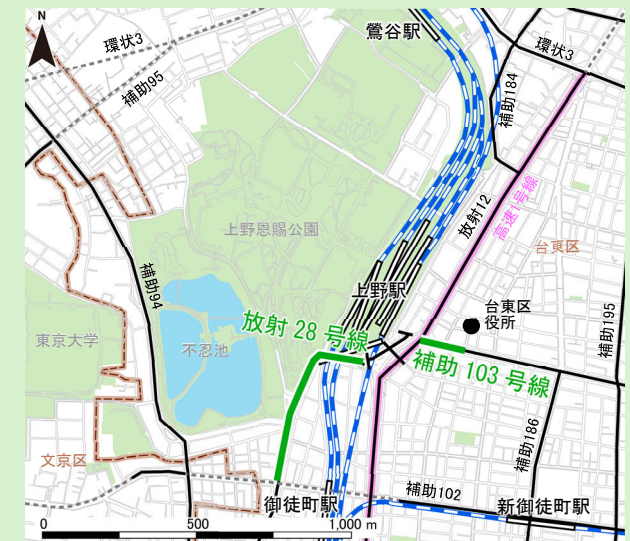 N
鶯谷駅
環状3
環状3
補助95
補助184
放射12
高速1号線
上野恩賜公園
台東区
上野駅
補助94
台東区
役所
補助195
放射28号線
東京大学
不忍池
補助103号線
文京区
補助186
補助102
御徒町駅
新御徒町駅
0 500 1,000 m